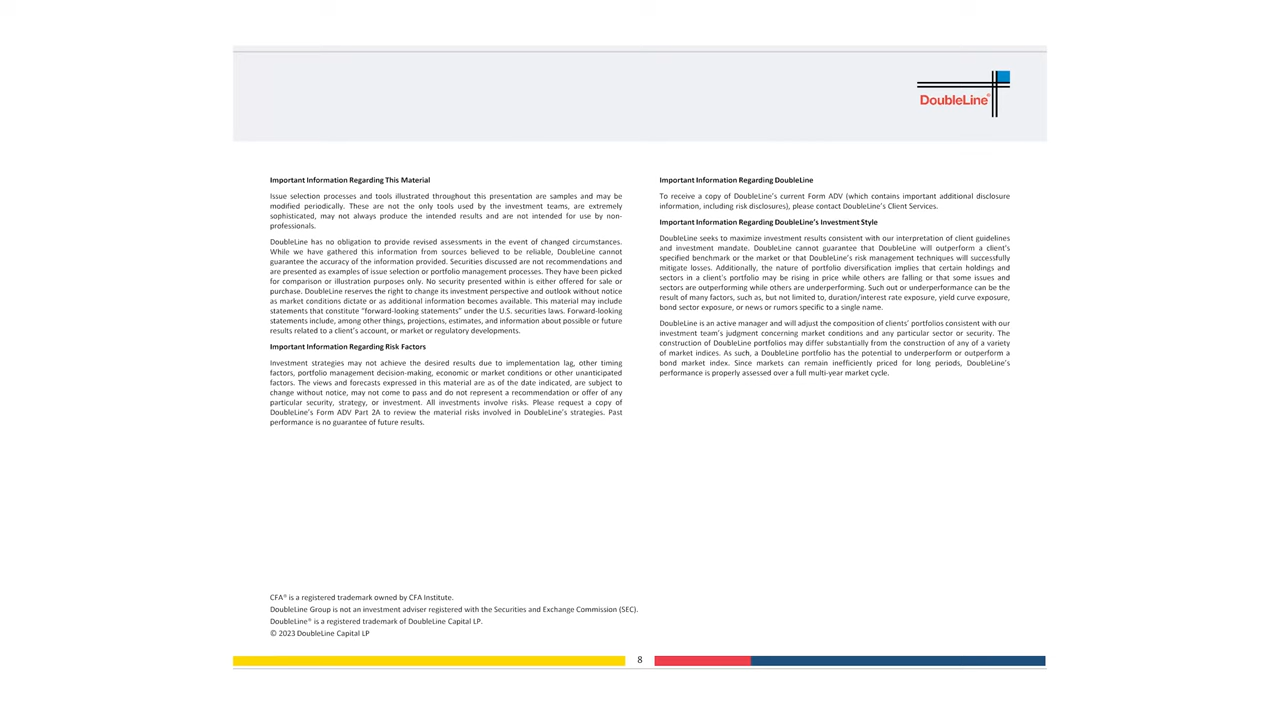 DoubleLine®
Important Information Regarding This Material
Issue selection processes and tools illustrated throughout this presentation are samples and may be
modified periodically. These are not the only tools used by the investment teams, are extremely
sophisticated, may not always produce the intended results and are not intended for use by non-
professionals.
DoubleLine has no obligation to provide revised assessments in the event of changed circumstances.
While we have gathered this information from sources believed to be reliable, DoubleLine cannot
guarantee the accuracy of the information provided. Securities discussed are not recommendations and
are presented as examples of issue selection or portfolio management processes. They have been picked
for comparison or illustration purposes only. No security presented within is either offered for sale or
purchase. DoubleLine reserves the right to change its investment perspective and outlook without notice
as market conditions dictate or as additional information becomes available. This material may include
statements that constitute "forward-looking statements" under the U.S. securities laws. Forward-looking
statements include, among other things, projections, estimates, and information about possible or future
results related to a client's account, or market or regulatory developments.
Important Information Regarding Risk Factors
Investment strategies may not achieve the desired results due to implementation lag, other timing
factors, portfolio management decision-making, economic or market conditions or other unanticipated
factors. The views and forecasts expressed in this material are as of the date indicated, are subject to
change without notice, may not come to pass and do not represent a recommendation or offer of any
particular security, strategy, or investment. All investments involve risks. Please request a copy of
DoubleLine's Form ADV Part 2A to review the material risks involved in DoubleLine's strategies. Past
performance is no guarantee of future results.
Important Information Regarding DoubleLine
To receive a copy of DoubleLine's current Form ADV (which contains important additional disclosure
information, including risk disclosures), please contact DoubleLine's Client Services.
Important Information Regarding DoubleLine's Investment Style
DoubleLine seeks to maximize investment results consistent with our interpretation of client guidelines
and investment mandate. DoubleLine cannot guarantee that DoubleLine will outperform a client's
specified benchmark or the market or that DoubleLine's risk management techniques will successfully
mitigate losses. Additionally, the nature of portfolio diversification implies that certain holdings and
sectors in a client's portfolio may be rising in price while others are falling or that some issues and
sectors are outperforming while others are underperforming. Such out or underperformance can be the
result of many factors, such as, but not limited to, duration/interest rate exposure, yield curve exposure,
bond sector exposure, or news or rumors specific to a single name.
DoubleLine is an active manager and will adjust the composition of clients' portfolios consistent with our
investment team's judgment concerning market conditions and any particular sector or security. The
construction of DoubleLine portfolios may differ substantially from the construction of any of a variety
of market indices. As such, a DoubleLine portfolio has the potential to underperform or outperform a
bond market index. Since markets can remain inefficiently priced for long periods, DoubleLine's
performance is properly assessed over a full multi-year market cycle.
CFA® is a registered trademark owned by CFA Institute.
DoubleLine Group is not an investment adviser registered with the Securities and Exchange Commission (SEC).
DoubleLine® is a registered trademark of DoubleLine Capital LP.
© 2023 DoubleLine Capital LP
8